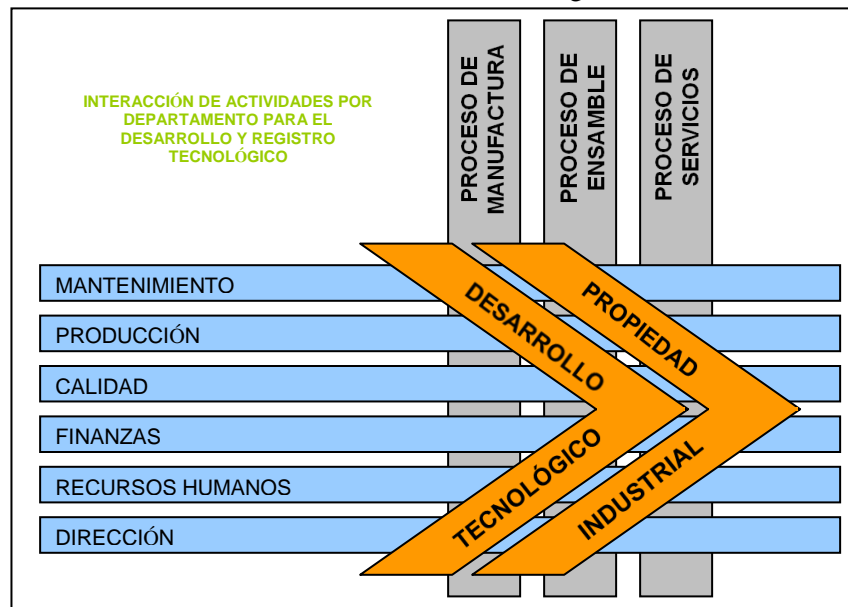 INTERACCIÓN DE ACTIVIDADES POR
DEPARTAMENTO PARA EL
DESARROLLO Y REGISTRO
TECNOLÓGICO
PROCESO DE
MANUFACTURA
PROCESO DE
ENSAMBLE
PROCESO DE
SERVICIOS
MANTENIMIENTO
PRODUCCIÓN
CALIDAD
FINANZAS
RECURSOS HUMANOS
DIRECCIÓN
DESARROLLO
TECNOLÓGICO
PROPIEDAD
INDUSTRIAL